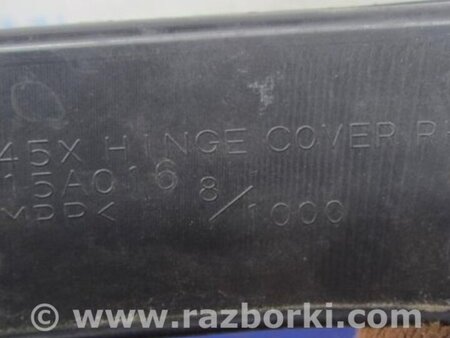 45X HINGE COVER
15A016 8/1000
© www.razborki.com